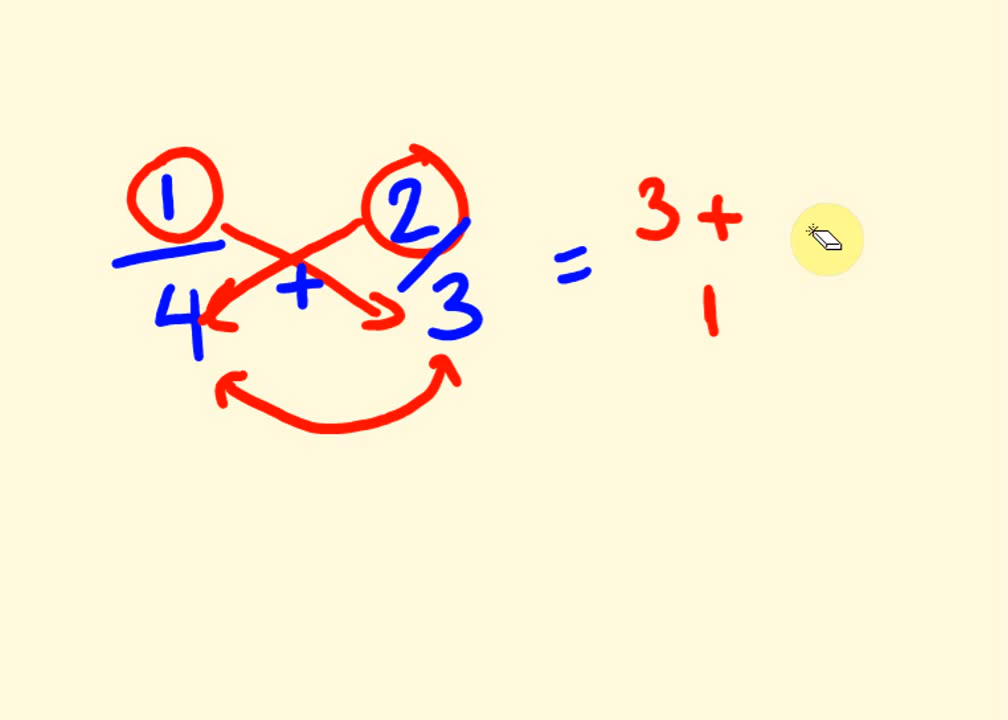 1 2 3 +
4 + 3 = 1